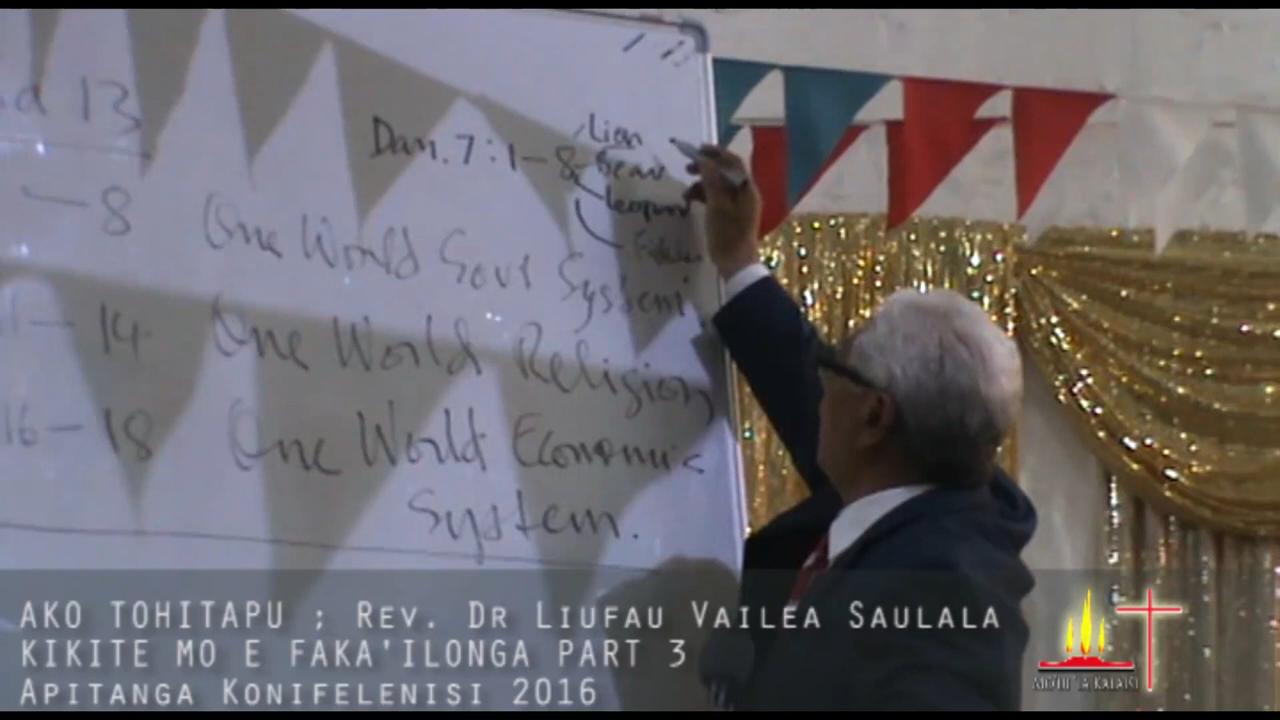 13
Dan. 7:1-8 Lion
Bear
leopard
-8 One World Govt System
-14 One World Religion
16-18 One World Economic
System.
AKO TOHITAPU ; REV. DR LIUFAU VAILEA SAULALA
KIKITE MO E FAKA'ILONGA PART 3
APITANGA KONIFELENISI 2016